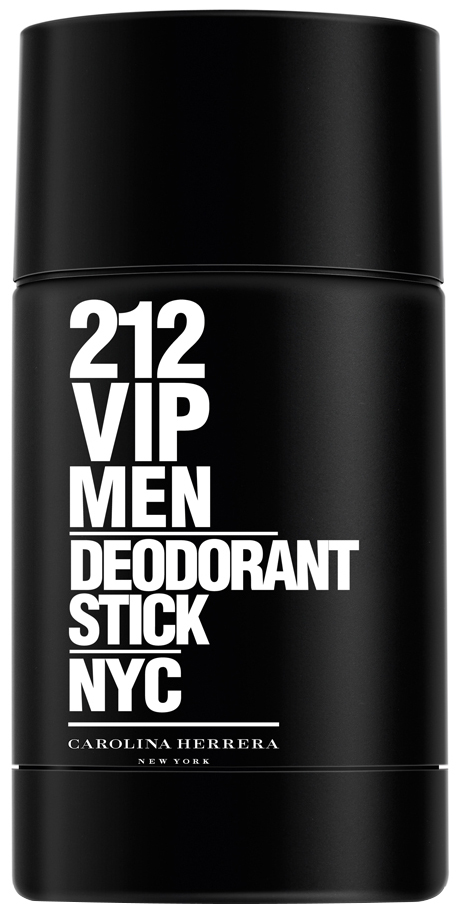 212
VIP
MEN
DEODORANT
STICK
NYC
CAROLINA HERRERA
NEW YORK